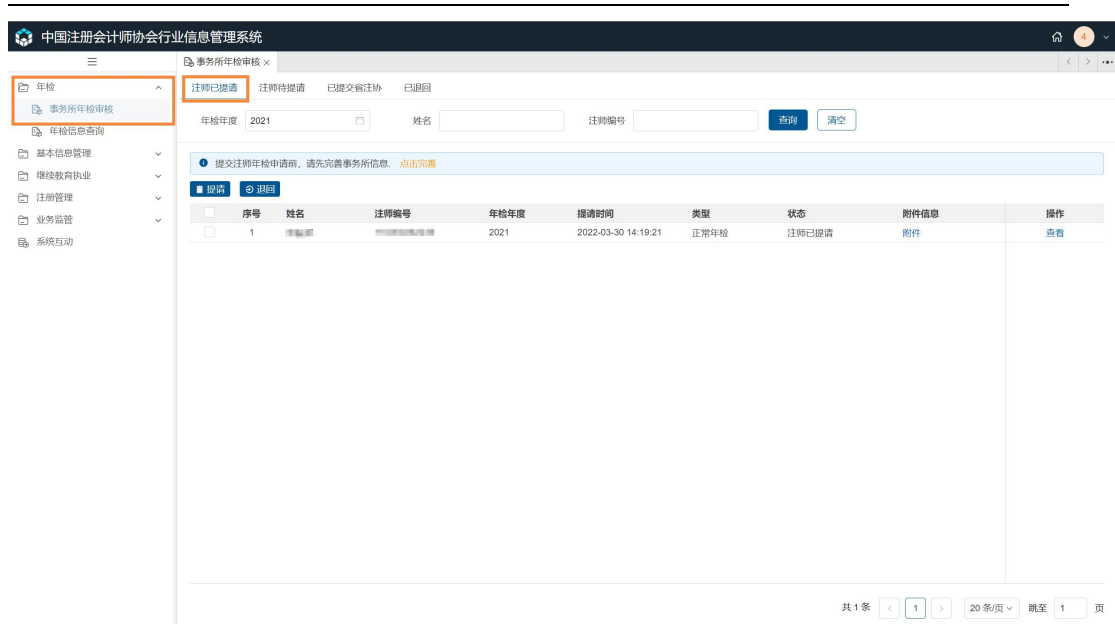 中国注册会计师协会行业信息管理系统
4
事务所年检审核 ×
年检
事务所年检审核
年检信息查询
基本信息管理
继续教育执业
注册管理
业务监管
系统互动
注师已提请 注师待提请 已提交省注协 已退回
年检年度 2021 姓名 注师编号 查询 清空
提交注师年检申请前，请先完善事务所信息. 点击完善
提请 退回
序号 姓名 注师编号 年检年度 提请时间 类型 状态 附件信息 操作
1 2021 2022-03-30 14:19:21 正常年检 注师已提请 附件 查看
共 1 条 < 1 > 20 条/页 跳至 1 页